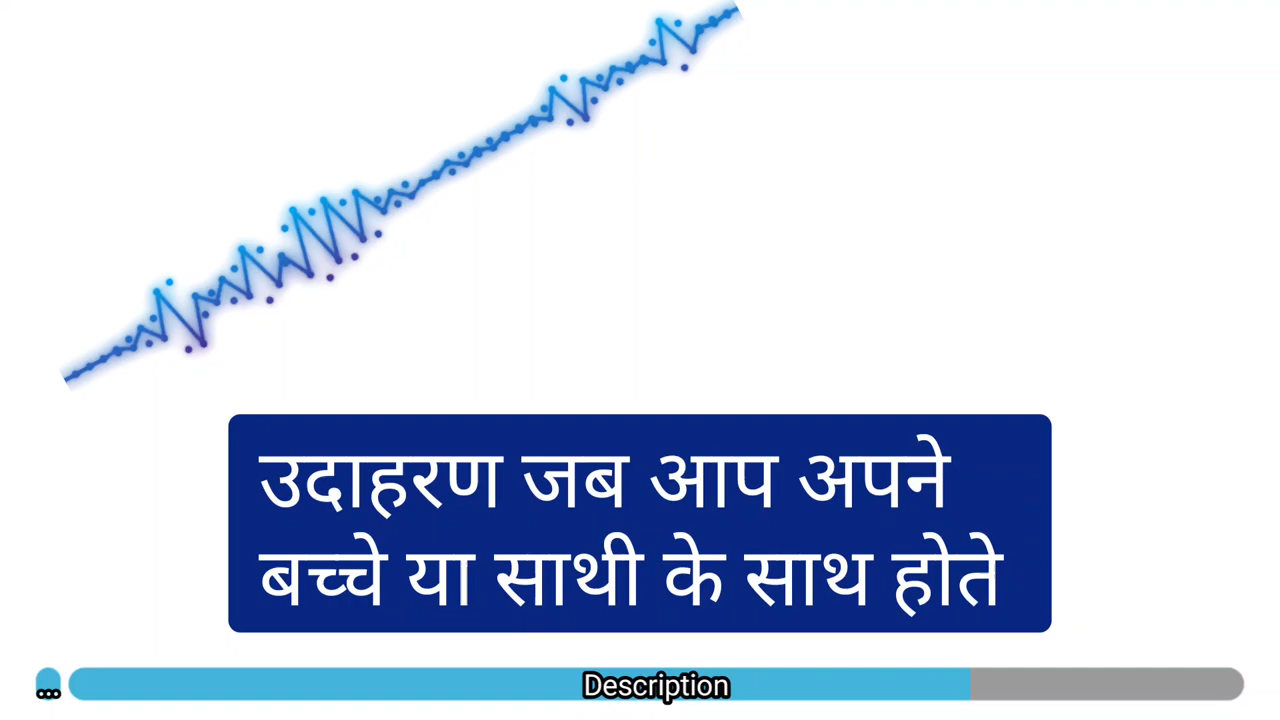 उदाहरण जब आप अपने
बच्चे या साथी के साथ होते
... Description